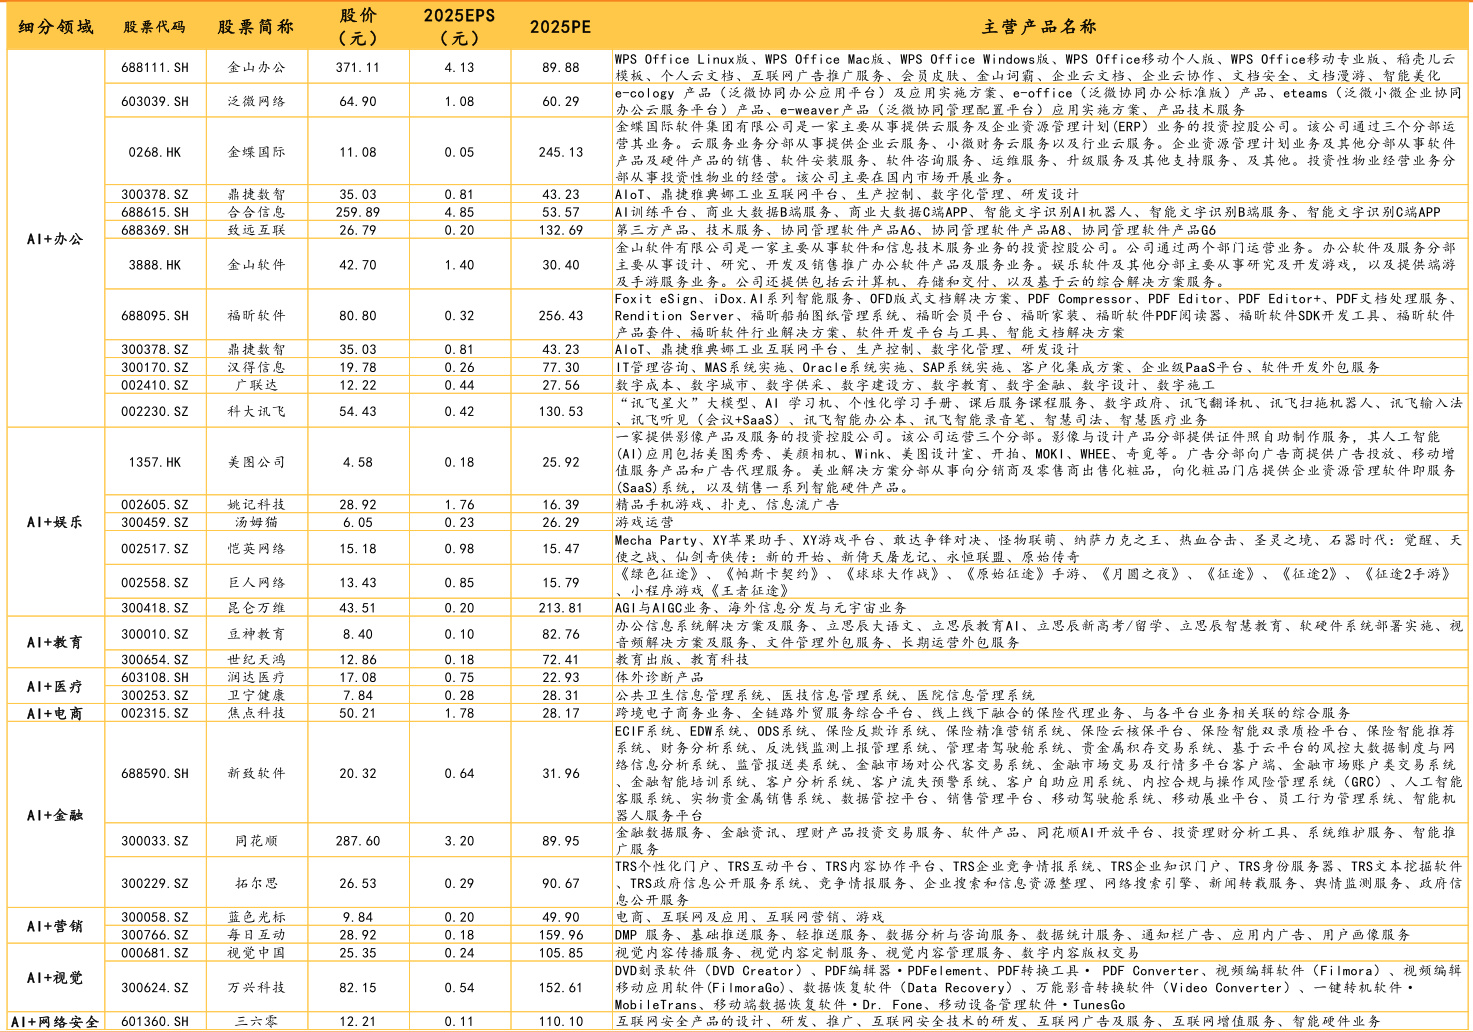 细分领域 股票代码 股票简称 股价（元） 2025EPS（元） 2025PE 主营产品名称
AI+办公
688111.SH 金山办公 371.11 4.13 89.88 WPS Office Linux版、WPS Office Mac版、WPS Office Windows版、WPS Office移动个人版、WPS Office移动专业版、稻壳儿云
模板、个人云文档、互联网广告推广服务、会员皮肤、金山词霸、企业云文档、企业云协作、文档安全、文档漫游、智能美化
603039.SH 泛微网络 64.90 1.08 60.29 e-cology 产品（泛微协同办公应用平台）及应用实施方案、e-office（泛微协同办公标准版）产品、eteams（泛微小微企业协同
办公云服务平台）产品、e-weaver产品（泛微协同管理配置平台）应用实施方案、产品技术服务
0268.HK 金蝶国际 11.08 0.05 245.13 金蝶国际软件集团有限公司是一家主要从事提供云服务及企业资源管理计划(ERP) 业务的投资控股公司。该公司通过三个分部运
营其业务。云服务业务分部从事提供企业云服务、小微财务云服务以及行业云服务。企业资源管理计划业务及其他分部从事软件
产品及硬件产品的销售、软件安装服务、软件咨询服务、运维服务、升级服务及其他支持服务、及其他。投资性物业经营业务分
部从事投资性物业的经营。该公司主要在国内市场开展业务。
300378.SZ 鼎捷数智 35.03 0.81 43.23 AIoT、鼎捷雅典娜工业互联网平台、生产控制、数字化管理、研发设计
688615.SH 合合信息 259.89 4.85 53.57 AI训练平台、商业大数据B端服务、商业大数据C端APP、智能文字识别AI机器人、智能文字识别B端服务、智能文字识别C端APP
688369.SH 致远互联 26.79 0.20 132.69 第三方产品、技术服务、协同管理软件产品A6、协同管理软件产品A8、协同管理软件产品G6
3888.HK 金山软件 42.70 1.40 30.40 金山软件有限公司是一家主要从事软件和信息技术服务业务的投资控股公司。公司通过两个部门运营业务。办公软件及服务分部
主要从事设计、研究、开发及销售推广办公软件产品及服务业务。娱乐软件及其他分部主要从事研究及开发游戏，以及提供端游
及手游服务业务。公司还提供包括云计算机、存储和交付、以及基于云的综合解决方案服务。
688095.SH 福昕软件 80.80 0.32 256.43 Foxit eSign、iDox.AI系列智能服务、OFD版式文档解决方案、PDF Compressor、PDF Editor、PDF Editor+、PDF文档处理服务、
Rendition Server、福昕船舶图纸管理系统、福昕会员平台、福昕家装、福昕软件PDF阅读器、福昕软件SDK开发工具、福昕软件
产品套件、福昕软件行业解决方案、软件开发平台与工具、智能文档解决方案
300378.SZ 鼎捷数智 35.03 0.81 43.23 AIoT、鼎捷雅典娜工业互联网平台、生产控制、数字化管理、研发设计
300170.SZ 汉得信息 19.78 0.26 77.30 IT管理咨询、MAS系统实施、Oracle系统实施、SAP系统实施、客户化集成方案、企业级PaaS平台、软件开发外包服务
002410.SZ 广联达 12.22 0.44 27.56 数字成本、数字城市、数字供采、数字建设方、数字教育、数字金融、数字设计、数字施工
002230.SZ 科大讯飞 54.43 0.42 130.53 “讯飞星火”大模型、AI 学习机、个性化学习手册、课后服务课程服务、数字政府、讯飞翻译机、讯飞扫拖机器人、讯飞输入法
、讯飞听见（会议+SaaS）、讯飞智能办公本、讯飞智能录音笔、智慧司法、智慧医疗业务
AI+娱乐
1357.HK 美图公司 4.58 0.18 25.92 一家提供影像产品及服务的投资控股公司。该公司运营三个分部。影像与设计产品分部提供证件照自助制作服务，其人工智能
(AI)应用包括美图秀秀、美颜相机、Wink、美图设计室、开拍、MOKI、WHEE、奇觅等。广告分部向广告商提供广告投放、移动增
值服务产品和广告代理服务。美业解决方案分部从事向分销商及零售商出售化粧品，向化粧品门店提供企业资源管理软件即服务
(SaaS)系统，以及销售一系列智能硬件产品。
002605.SZ 姚记科技 28.92 1.76 16.39 精品手机游戏、扑克、信息流广告
300459.SZ 汤姆猫 6.05 0.23 26.29 游戏运营
002517.SZ 恺英网络 15.18 0.98 15.47 Mecha Party、XY苹果助手、XY游戏平台、敢达争锋对决、怪物联萌、纳萨力克之王、热血合击、圣灵之境、石器时代：觉醒、天
使之战、仙剑奇侠传：新的开始、新倚天屠龙记、永恒联盟、原始传奇
002558.SZ 巨人网络 13.43 0.85 15.79 《绿色征途》、《帕斯卡契约》、《球球大作战》、《原始征途》手游、《月圆之夜》、《征途》、《征途2》、《征途2手游》
、小程序游戏《王者征途》
300418.SZ 昆仑万维 43.51 0.20 213.81 AGI与AIGC业务、海外信息分发与元宇宙业务
AI+教育
300010.SZ 豆神教育 8.40 0.10 82.76 办公信息系统解决方案及服务、立思辰大语文、立思辰教育AI、立思辰新高考/留学、立思辰智慧教育、软硬件系统部署实施、视
音频解决方案及服务、文件管理外包服务、长期运营外包服务
300654.SZ 世纪天鸿 12.86 0.18 72.41 教育出版、教育科技
AI+医疗
603108.SH 润达医疗 17.08 0.75 22.93 体外诊断产品
300253.SZ 卫宁健康 7.84 0.28 28.31 公共卫生信息管理系统、医技信息管理系统、医院信息管理系统
AI+电商
002315.SZ 焦点科技 50.21 1.78 28.17 跨境电子商务业务、全链路外贸服务综合平台、线上线下融合的保险代理业务、与各平台业务相关联的综合服务
AI+金融
688590.SH 新致软件 20.32 0.64 31.96 ECIF系统、EDW系统、ODS系统、保险反欺诈系统、保险精准营销系统、保险云核保平台、保险智能双录质检平台、保险智能推荐
系统、财务分析系统、反洗钱监测上报管理系统、管理者驾驶舱系统、贵金属积存交易系统、基于云平台的风控大数据制度与网
络信息分析系统、监管报送类系统、金融市场对公代客交易系统、金融市场交易及行情多平台客户端、金融市场账户类交易系统
、金融智能培训系统、客户分析系统、客户流失预警系统、客户自助应用系统、内控合规与操作风险管理系统（GRC）、人工智能
客服系统、实物贵金属销售系统、数据管控平台、销售管理平台、移动驾驶舱系统、移动展业平台、员工行为管理系统、智能机
器人服务平台
300033.SZ 同花顺 287.60 3.20 89.95 金融数据服务、金融资讯、理财产品投资交易服务、软件产品、同花顺AI开放平台、投资理财分析工具、系统维护服务、智能推
广服务
300229.SZ 拓尔思 26.53 0.29 90.67 TRS个性化门户、TRS互动平台、TRS内容协作平台、TRS企业竞争情报系统、TRS企业知识门户、TRS身份服务器、TRS文本挖掘软件
、TRS政府信息公开服务系统、竞争情报服务、企业搜索和信息资源整理、网络搜索引擎、新闻转载服务、舆情监测服务、政府信
息公开服务
AI+营销
300058.SZ 蓝色光标 9.84 0.20 49.90 电商、互联网及应用、互联网营销、游戏
300766.SZ 每日互动 28.92 0.18 159.96 DMP 服务、基础推送服务、轻推送服务、数据分析与咨询服务、数据统计服务、通知栏广告、应用内广告、用户画像服务
AI+视觉
000681.SZ 视觉中国 25.35 0.24 105.85 视觉内容传播服务、视觉内容定制服务、视觉内容管理服务、数字内容版权交易
300624.SZ 万兴科技 82.15 0.54 152.61 DVD刻录软件（DVD Creator）、PDF编辑器·PDFelement、PDF转换工具· PDF Converter、视频编辑软件（Filmora）、视频编辑
移动应用软件(FilmoraGo)、数据恢复软件（Data Recovery）、万能影音转换软件（Video Converter）、一键转机软件·
MobileTrans、移动端数据恢复软件·Dr. Fone、移动设备管理软件·TunesGo
AI+网络安全
601360.SH 三六零 12.21 0.11 110.10 互联网安全产品的设计、研发、推广、互联网安全技术的研发、互联网广告及服务、互联网增值服务、智能硬件业务